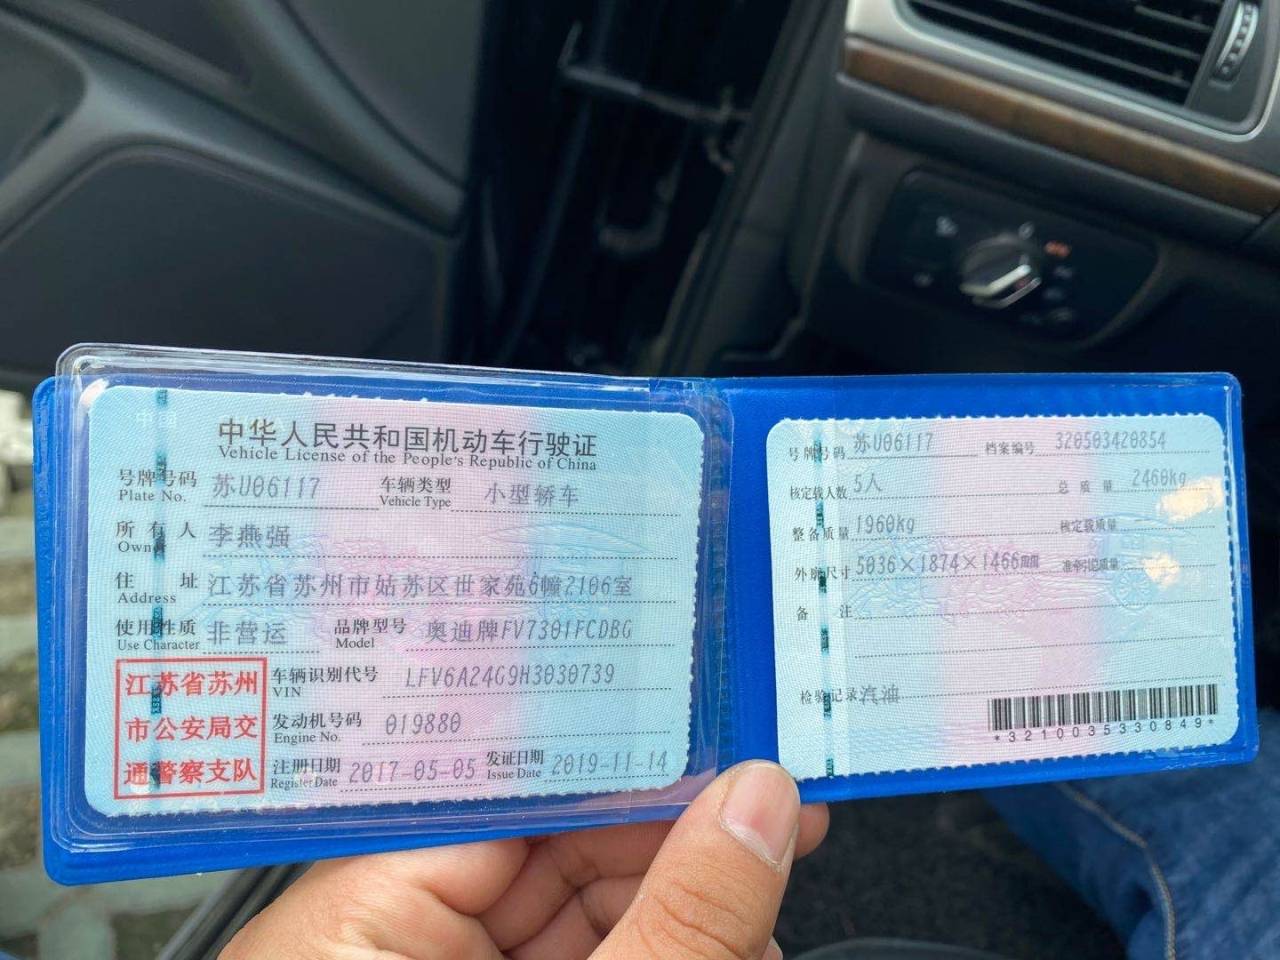 中华人民共和国机动车行驶证
Vehicle License of the People's Republic of China
号牌号码 苏U06117 车辆类型 小型轿车
Plate No. Vehicle Type
所有人 李燕强
Owner
住址 江苏省苏州市姑苏区世家苑6幢2106室
Address
使用性质 非营运 品牌型号 奥迪牌FV7301FCDBG
Use Character Model
江苏省苏州
市公安局交
通警察支队
车辆识别代号 LFV6A24G9H3030739
VIN
发动机号码 019880
Engine No.
注册日期 2017-05-05 发证日期 2019-11-14
Register Date Issue Date
号牌号码 苏U06117 档案编号 320503420854
核定载人数 5人 总质量 2460kg
整备质量 1960kg 核定载质量
外廓尺寸 5036×1874×1466mm 准牵引总质量
备注
检验记录 汽油
*3210035330849*